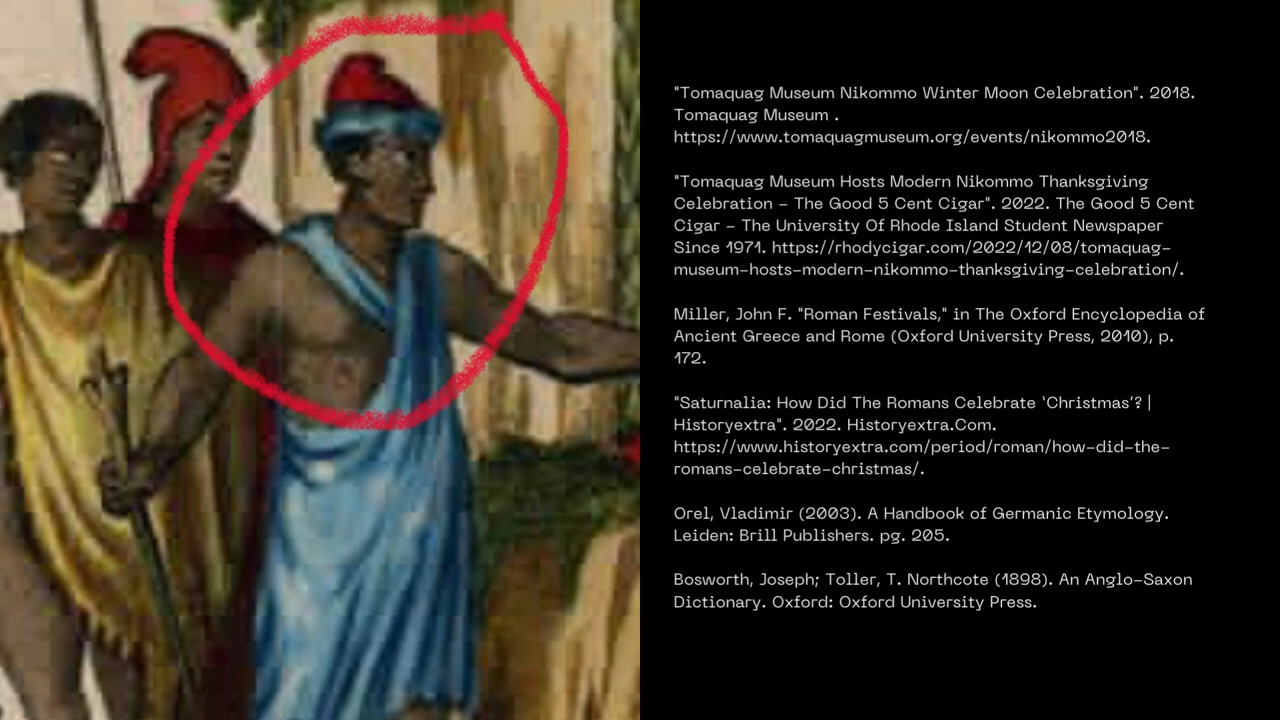 "Tomaquag Museum Nikommo Winter Moon Celebration". 2018.
Tomaquag Museum .
https://www.tomaquagmuseum.org/events/nikommo2018.
"Tomaquag Museum Hosts Modern Nikommo Thanksgiving
Celebration – The Good 5 Cent Cigar". 2022. The Good 5 Cent
Cigar – The University Of Rhode Island Student Newspaper
Since 1971. https://rhodycigar.com/2022/12/08/tomaquag-
museum-hosts-modern-nikommo-thanksgiving-celebration/.
Miller, John F. "Roman Festivals," in The Oxford Encyclopedia of
Ancient Greece and Rome (Oxford University Press, 2010), p.
172.
"Saturnalia: How Did The Romans Celebrate ‘Christmas’? |
Historyextra". 2022. Historyextra.Com.
https://www.historyextra.com/period/roman/how-did-the-
romans-celebrate-christmas/.
Orel, Vladimir (2003). A Handbook of Germanic Etymology.
Leiden: Brill Publishers. pg. 205.
Bosworth, Joseph; Toller, T. Northcote (1898). An Anglo-Saxon
Dictionary. Oxford: Oxford University Press.